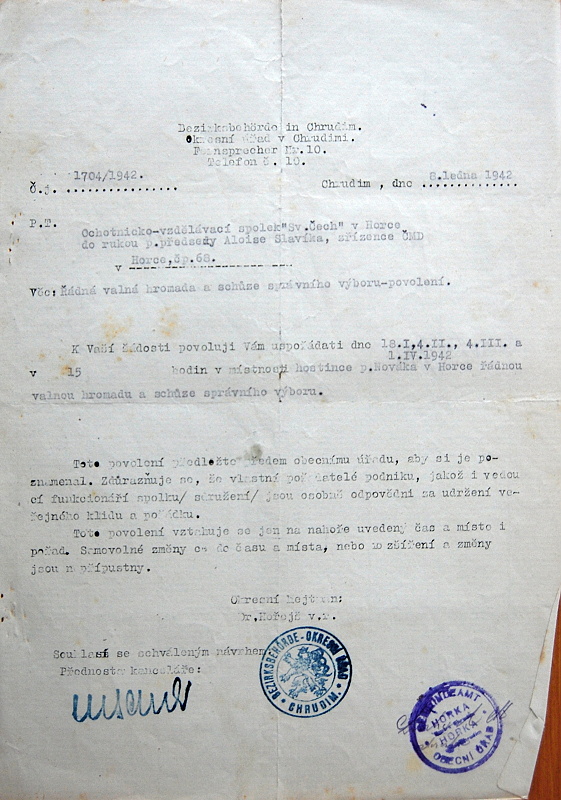 Bezirksbehörde in Chrudim.
Okresní úřad v Chrudimi.
Fernsprecher Nr.10.
Telefon č. 10.
Č.j. 1704/1942.
Chrudim, dne 8.ledna 1942
P.T.
Ochotnicko-vzdělávací spolek"Sv.Čech" v Horce
do rukou p.předsedy Aloise Slavíka, sřízence ČMD
v Horce,čp.68.
Věc: Řádná valná hromada a schůze správního výboru-povolení.
K Vaší žádosti povoluji Vám uspořádati dne 18.I,4.II., 4.III. a
1.IV.1942
v 15 hodin v místnosti hostince p.Nováka v Horce řádnou
valnou hromadu a schůze správního výboru.
Toto povolení předložte předem obecnímu úřadu, aby si je po-
znamenal. Zdůrazňuje se, že vlastní pořadatelé podniku, jakož i vedou
cí funkcionáři spolku/ sdružení/ jsou osobně odpovědni za udržení ve-
řejného klidu a pořádku.
Toto povolení vztahuje se jen na nahoře uvedený čas a místo i
pořad. Samovolné změny co do času a místa, nebo rozšíření a změny
jsou nepřípustny.
Okresní hejtman:
Dr.Hořejš v.r.
Souhlasí se schváleným návrhem
Přednosta kanceláře:
BEZIRKSBEHÖRDE - OKRESNÍ ÚŘAD
CHRUDIM.
GEMEINDEAMT
HORKA
HORKA
OBECNÍ ÚŘAD